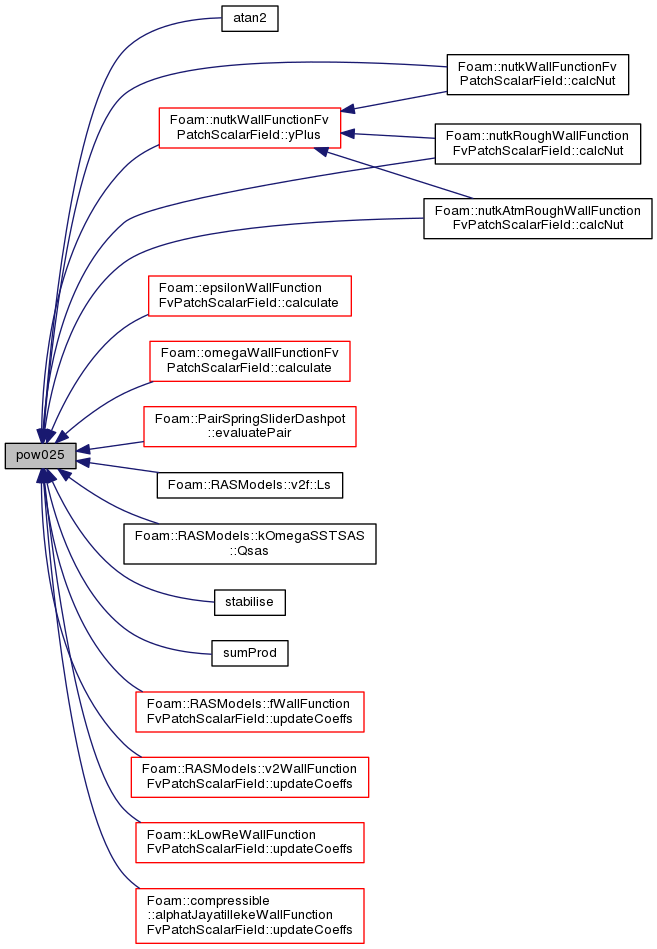 atan2
Foam::nutkWallFunctionFv
PatchScalarField::calcNut
Foam::nutkWallFunctionFv
PatchScalarField::yPlus
Foam::nutkRoughWallFunction
FvPatchScalarField::calcNut
Foam::nutkAtmRoughWallFunction
FvPatchScalarField::calcNut
Foam::epsilonWallFunction
FvPatchScalarField::calculate
Foam::omegaWallFunctionFv
PatchScalarField::calculate
Foam::PairSpringSliderDashpot
::evaluatePair
pow025
Foam::RASModels::v2f::Ls
Foam::RASModels::kOmegaSSTSAS
::Qsas
stabilise
sumProd
Foam::RASModels::fWallFunction
FvPatchScalarField::updateCoeffs
Foam::RASModels::v2WallFunction
FvPatchScalarField::updateCoeffs
Foam::kLowReWallFunction
FvPatchScalarField::updateCoeffs
Foam::compressible
::alphatJayatillekeWallFunction
FvPatchScalarField::updateCoeffs